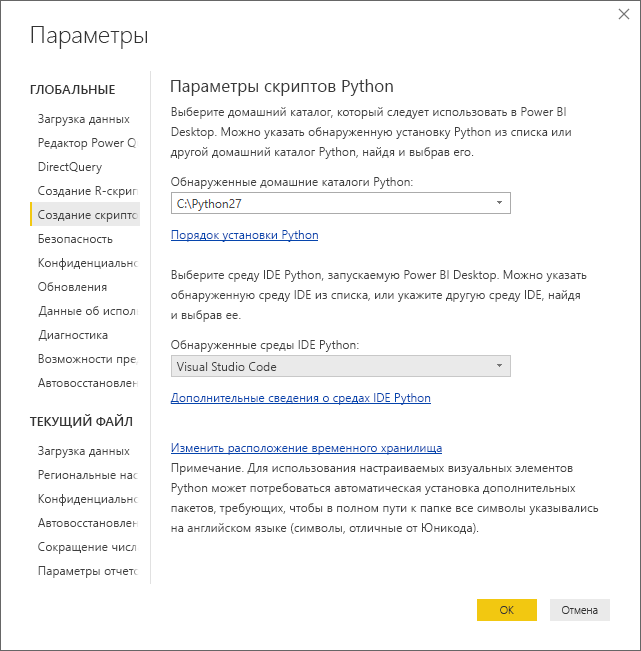 Параметры
ГЛОБАЛЬНЫЕ
Загрузка данных
Редактор Power Q
DirectQuery
Создание R-скрип
Создание скрипто
Безопасность
Конфиденциально
Обновления
Данные об исполь
Диагностика
Возможности пред
Автовосстановлен
ТЕКУЩИЙ ФАЙЛ
Загрузка данных
Региональные нас
Конфиденциально
Автовосстановлен
Сокращение числ
Параметры отчето
Параметры скриптов Python
Выберите домашний каталог, который следует использовать в Power BI
Desktop. Можно указать обнаруженную установку Python из списка или
другой домашний каталог Python, найдя и выбрав его.
Обнаруженные домашние каталоги Python:
C:\Python27
Порядок установки Python
Выберите среду IDE Python, запускаемую Power BI Desktop. Можно указать
обнаруженную среду IDE из списка, или укажите другую среду IDE, найдя
и выбрав ее.
Обнаруженные среды IDE Python:
Visual Studio Code
Дополнительные сведения о средах IDE Python
Изменить расположение временного хранилища
Примечание. Для использования настраиваемых визуальных элементов
Python может потребоваться автоматическая установка дополнительных
пакетов, требующих, чтобы в полном пути к папке все символы указывались
на английском языке (символы, отличные от Юникода).
ОК
Отмена